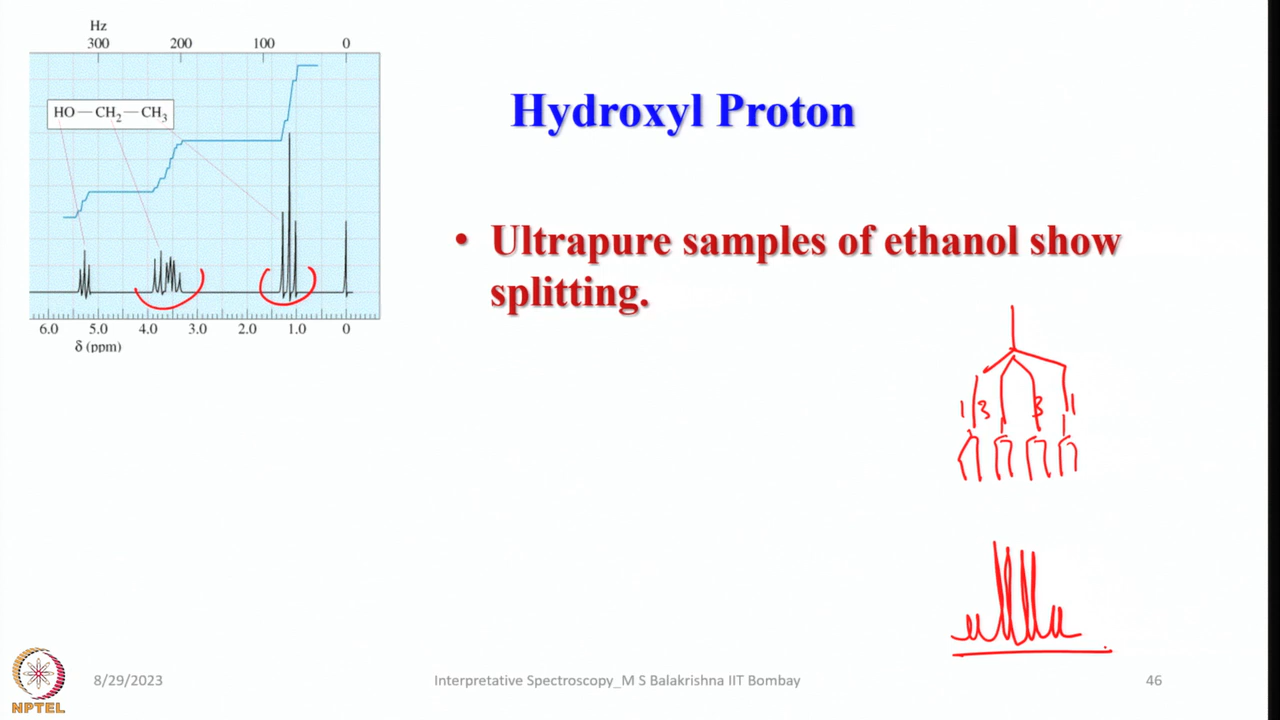 Hz
300 200 100 0
HO — CH₂ — CH₃
6.0 5.0 4.0 3.0 2.0 1.0 0
δ (ppm)
Hydroxyl Proton
• Ultrapure samples of ethanol show
splitting.
1 3 3 1
NPTEL
8/29/2023
Interpretative Spectroscopy_M S Balakrishna IIT Bombay
46